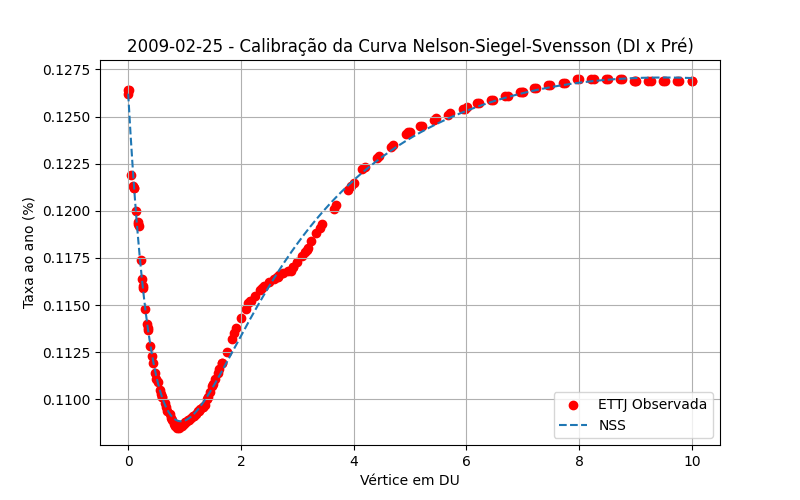 2009-02-25 - Calibração da Curva Nelson-Siegel-Svensson (DI x Pré)
Taxa ao ano (%)
0.1275
0.1250
0.1225
0.1200
0.1175
0.1150
0.1125
0.1100
ETTJ Observada
NSS
0 2 4 6 8 10
Vértice em DU